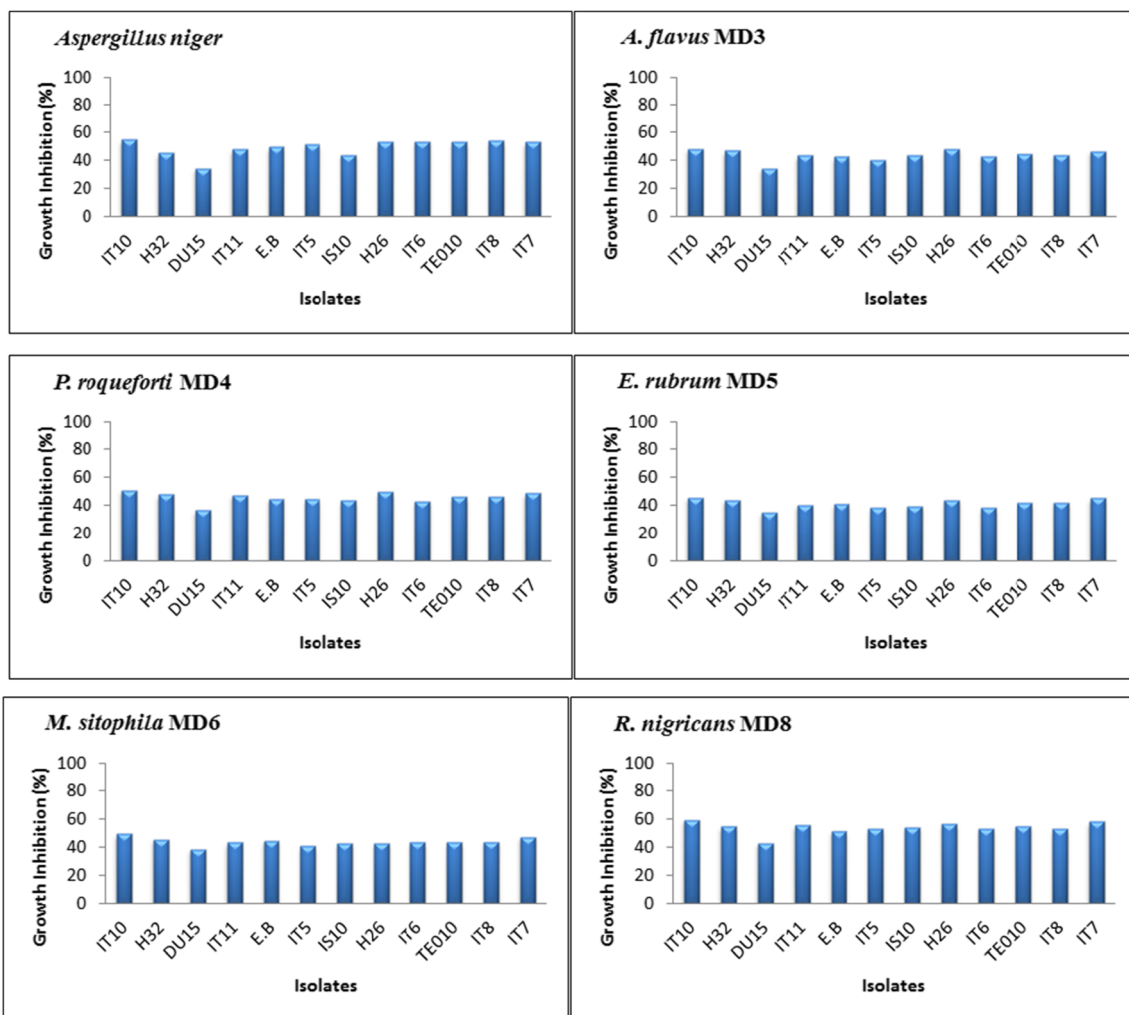 Aspergillus niger
Growth Inhibition (%)
100
80
60
40
20
0
IT10 H32 DU15 IT11 E.B IT5 IS10 H26 IT6 TE010 IT8 IT7
Isolates
A. flavus MD3
Growth Inhibition (%)
100
80
60
40
20
0
IT10 H32 DU15 IT11 E.B IT5 IS10 H26 IT6 TE010 IT8 IT7
Isolates
P. roqueforti MD4
Growth Inhibition (%)
100
80
60
40
20
0
IT10 H32 DU15 IT11 E.B IT5 IS10 H26 IT6 TE010 IT8 IT7
Isolates
E. rubrum MD5
Growth Inhibition (%)
100
80
60
40
20
0
IT10 H32 DU15 IT11 E.B IT5 IS10 H26 IT6 TE010 IT8 IT7
Isolates
M. sitophila MD6
Growth Inhibition (%)
100
80
60
40
20
0
IT10 H32 DU15 IT11 E.B IT5 IS10 H26 IT6 TE010 IT8 IT7
Isolates
R. nigricans MD8
Growth Inhibition (%)
100
80
60
40
20
0
IT10 H32 DU15 IT11 E.B IT5 IS10 H26 IT6 TE010 IT8 IT7
Isolates